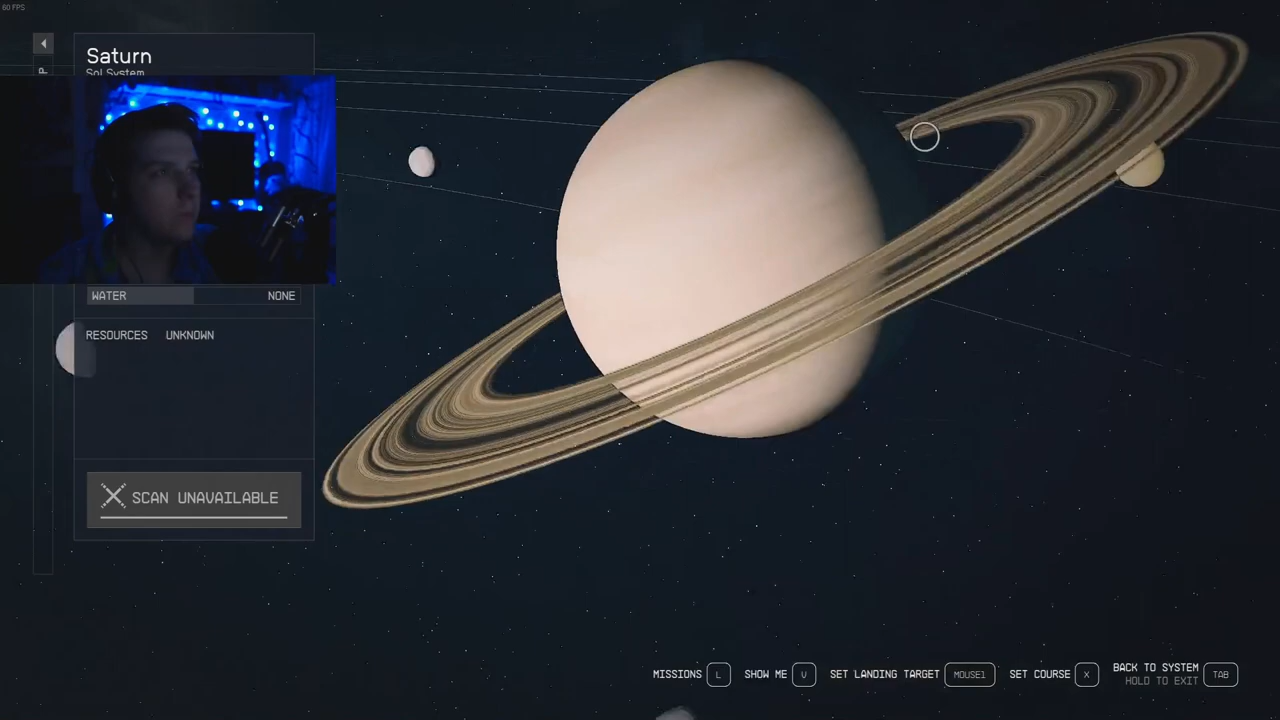 60 FPS
Saturn
Sol System
P
WATER NONE
RESOURCES UNKNOWN
SCAN UNAVAILABLE
MISSIONS L SHOW ME V SET LANDING TARGET MOUSE1 SET COURSE X BACK TO SYSTEM TAB
HOLD TO EXIT